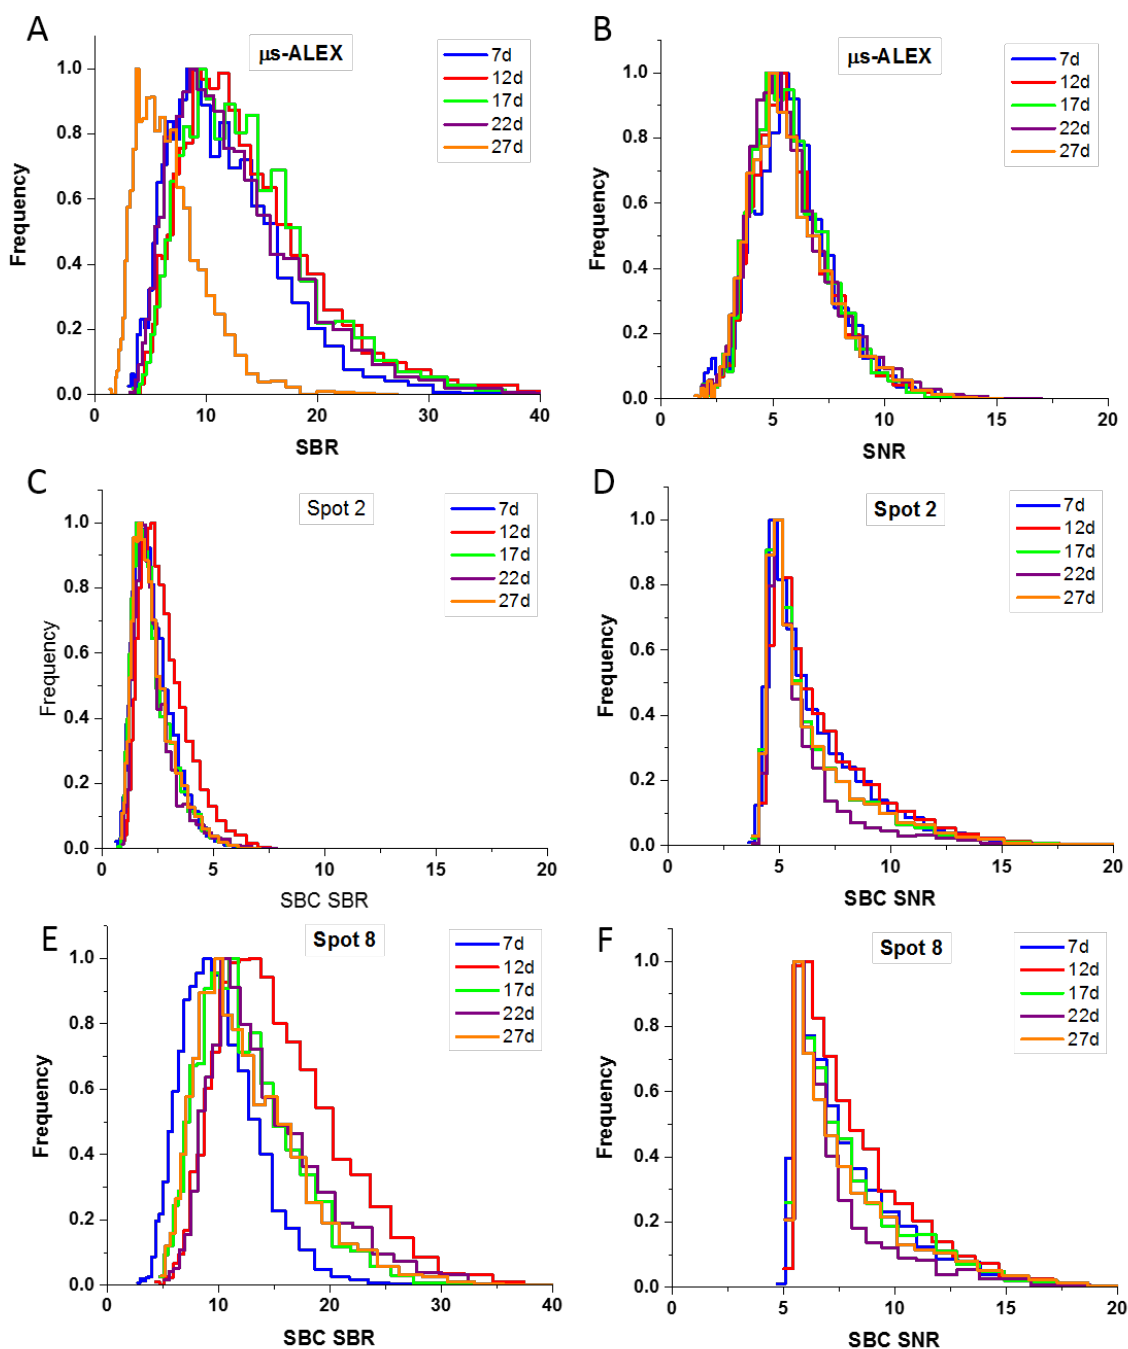 A
μs-ALEX
7d
12d
17d
22d
27d
Frequency
1.0
0.8
0.6
0.4
0.2
0.0
0
10
20
30
40
SBR
B
μs-ALEX
7d
12d
17d
22d
27d
Frequency
1.0
0.8
0.6
0.4
0.2
0.0
0
5
10
15
20
SNR
C
Spot 2
7d
12d
17d
22d
27d
Frequency
1.0
0.8
0.6
0.4
0.2
0.0
0
5
10
15
20
SBC SBR
D
Spot 2
7d
12d
17d
22d
27d
Frequency
1.0
0.8
0.6
0.4
0.2
0.0
0
5
10
15
20
SBC SNR
E
Spot 8
7d
12d
17d
22d
27d
Frequency
1.0
0.8
0.6
0.4
0.2
0.0
0
10
20
30
40
SBC SBR
F
Spot 8
7d
12d
17d
22d
27d
Frequency
1.0
0.8
0.6
0.4
0.2
0.0
0
5
10
15
20
SBC SNR